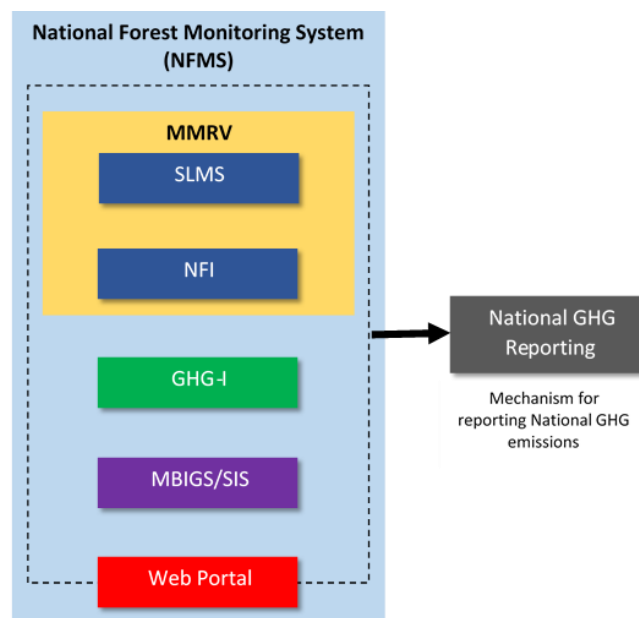 National Forest Monitoring System
(NFMS)
MMRV
SLMS
NFI
GHG-I
MBIGS/SIS
Web Portal
National GHG
Reporting
Mechanism for
reporting National GHG
emissions